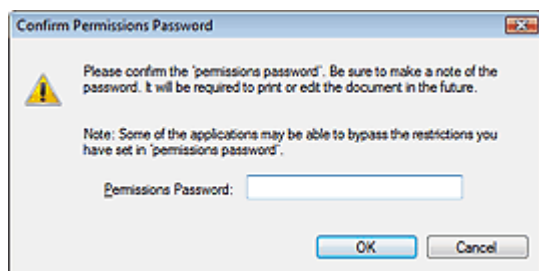 Confirm Permissions Password
Please confirm the "permissions password". Be sure to make a note of the
password. It will be required to print or edit the document in the future.
Note: Some of the applications may be able to bypass the restrictions you
have set in "permissions password".
Permissions Password:
OK Cancel